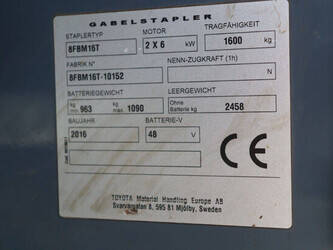 GABELSTAPLER
STAPLERTYP MOTOR TRAGFÄHIGKEIT
8FBM16T 2 X 6 kW 1600 kg
FABRIK N° NENN-ZUGKRAFT (1h)
8FBM16T-10152 N
BATTERIEGEWICHT LEERGEWICHT
kg min 963 kg max 1090 Ohne Batterie kg 2458
BAUJAHR BATTERIE-V
2016 48 V
CE
TOYOTA Material Handling Europe AB
Svarvargatan 8, 595 81 Mjölby, Sweden